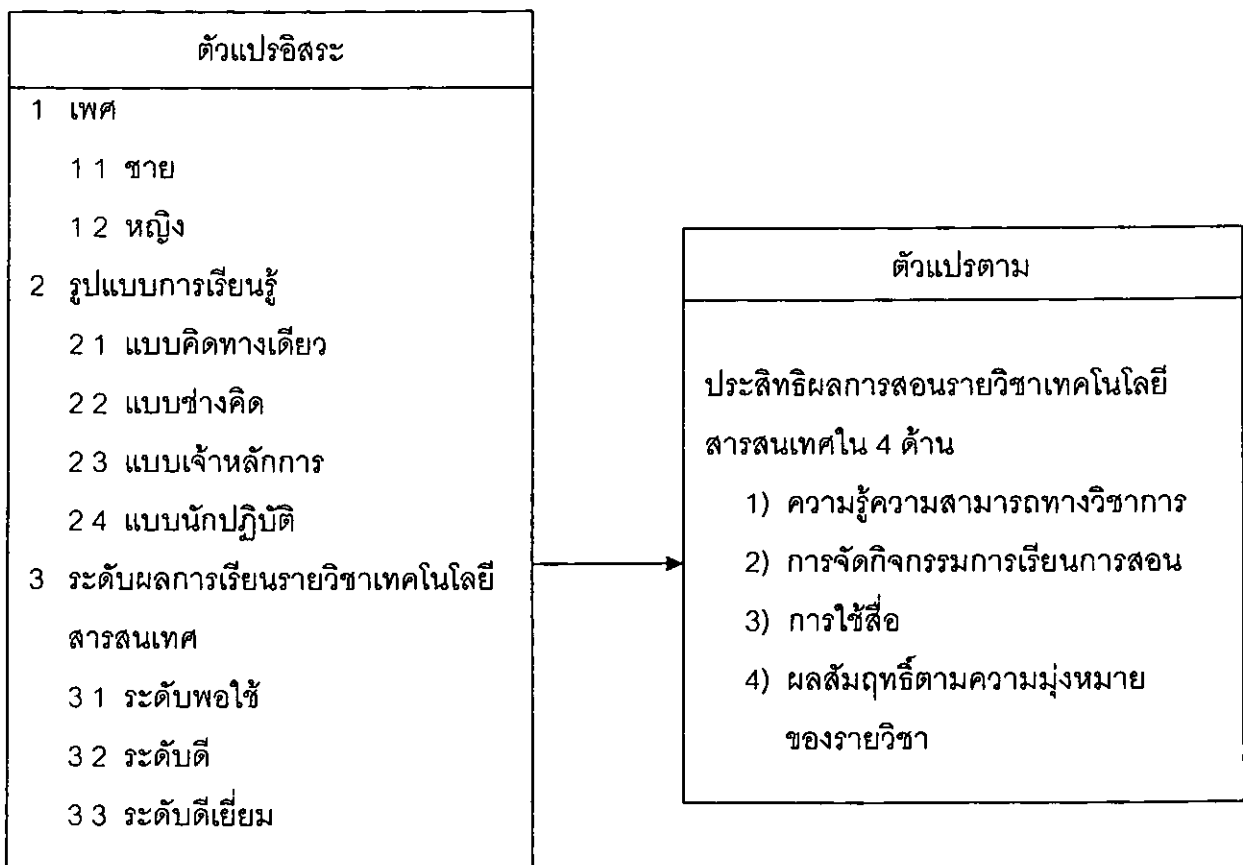 ตัวแปรอิสระ
1 เพศ
1 1 ชาย
1 2 หญิง
2 รูปแบบการเรียนรู้
2 1 แบบคิดทางเดียว
2 2 แบบช่างคิด
2 3 แบบเจ้าหลักการ
2 4 แบบนักปฏิบัติ
3 ระดับผลการเรียนรายวิชาเทคโนโลยี
สารสนเทศ
3 1 ระดับพอใช้
3 2 ระดับดี
3 3 ระดับดีเยี่ยม
ตัวแปรตาม
ประสิทธิผลการสอนรายวิชาเทคโนโลยี
สารสนเทศใน 4 ด้าน
1) ความรู้ความสามารถทางวิชาการ
2) การจัดกิจกรรมการเรียนการสอน
3) การใช้สื่อ
4) ผลสัมฤทธิ์ตามความมุ่งหมาย
ของรายวิชา